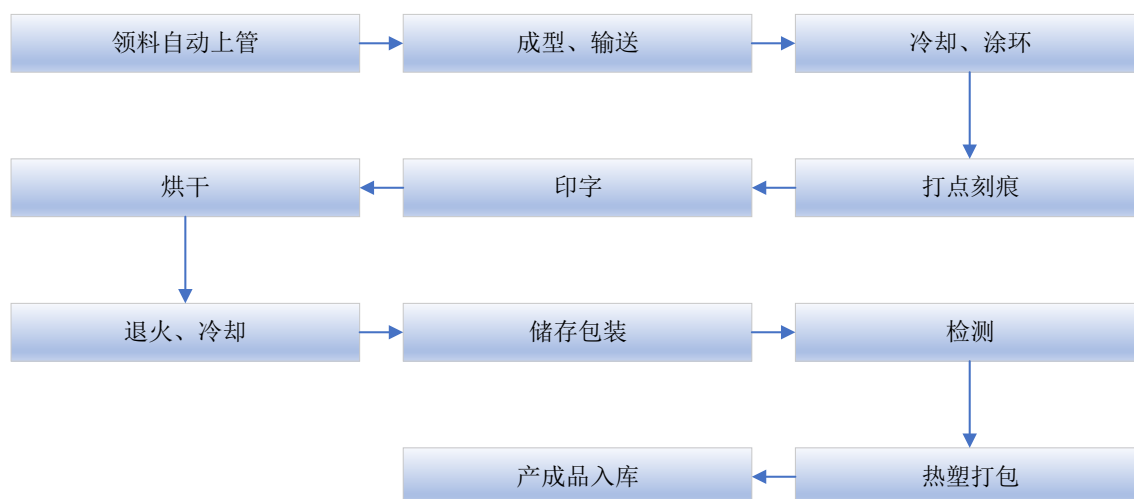 领料自动上管
成型、输送
冷却、涂环
打点刻痕
印字
烘干
退火、冷却
储存包装
检测
热塑打包
产成品入库